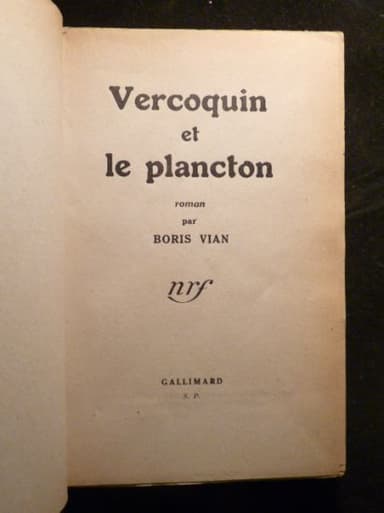 Vercoquin
et
le plancton
roman
par
BORIS VIAN
nrf
GALLIMARD
S. P.